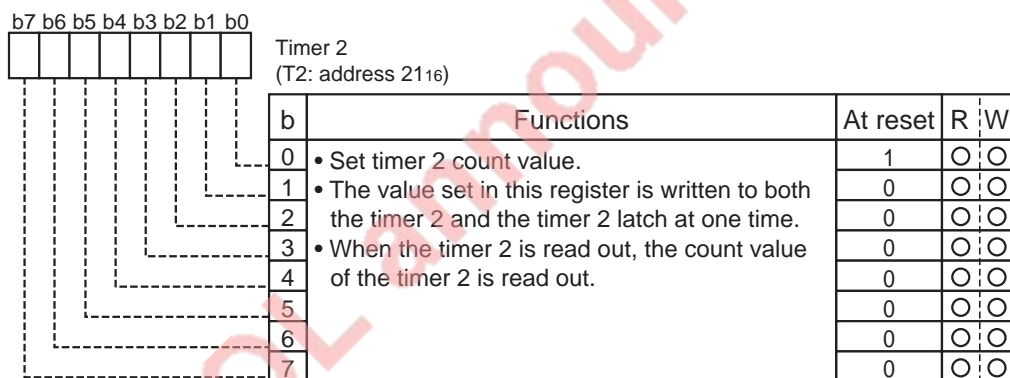 b7 b6 b5 b4 b3 b2 b1 b0
Timer 2
(T2: address 2116)
b Functions At reset R W
0 • Set timer 2 count value. 1 O O
1 • The value set in this register is written to both 0 O O
2 the timer 2 and the timer 2 latch at one time. 0 O O
3 • When the timer 2 is read out, the count value 0 O O
4 of the timer 2 is read out. 0 O O
5 0 O O
6 0 O O
7 0 O O